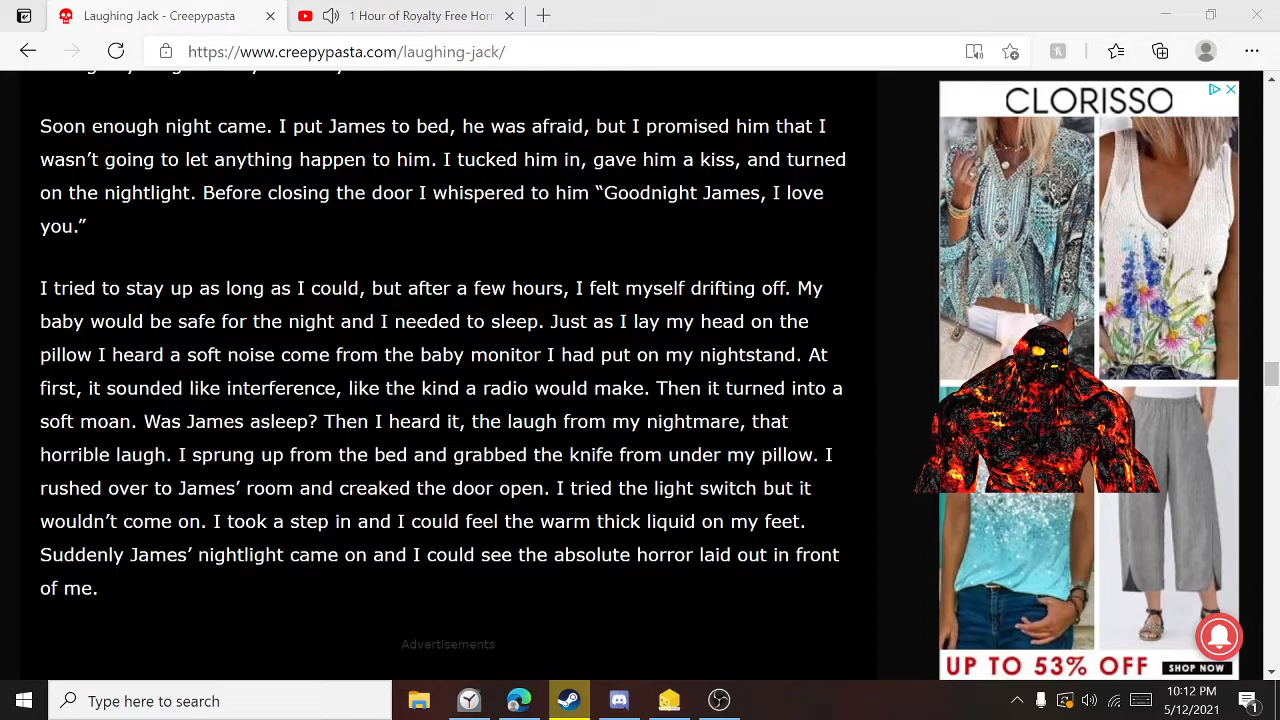 Laughing Jack - Creepypasta
1 Hour of Royalty Free Horr
https://www.creepypasta.com/laughing-jack/
Soon enough night came. I put James to bed, he was afraid, but I promised him that I
wasn’t going to let anything happen to him. I tucked him in, gave him a kiss, and turned
on the nightlight. Before closing the door I whispered to him “Goodnight James, I love
you.”
I tried to stay up as long as I could, but after a few hours, I felt myself drifting off. My
baby would be safe for the night and I needed to sleep. Just as I lay my head on the
pillow I heard a soft noise come from the baby monitor I had put on my nightstand. At
first, it sounded like interference, like the kind a radio would make. Then it turned into a
soft moan. Was James asleep? Then I heard it, the laugh from my nightmare, that
horrible laugh. I sprung up from the bed and grabbed the knife from under my pillow. I
rushed over to James’ room and creaked the door open. I tried the light switch but it
wouldn’t come on. I took a step in and I could feel the warm thick liquid on my feet.
Suddenly James’ nightlight came on and I could see the absolute horror laid out in front
of me.
Advertisements
CLORISSO
UP TO 53% OFF
SHOP NOW
Type here to search
10:12 PM
5/12/2021
1